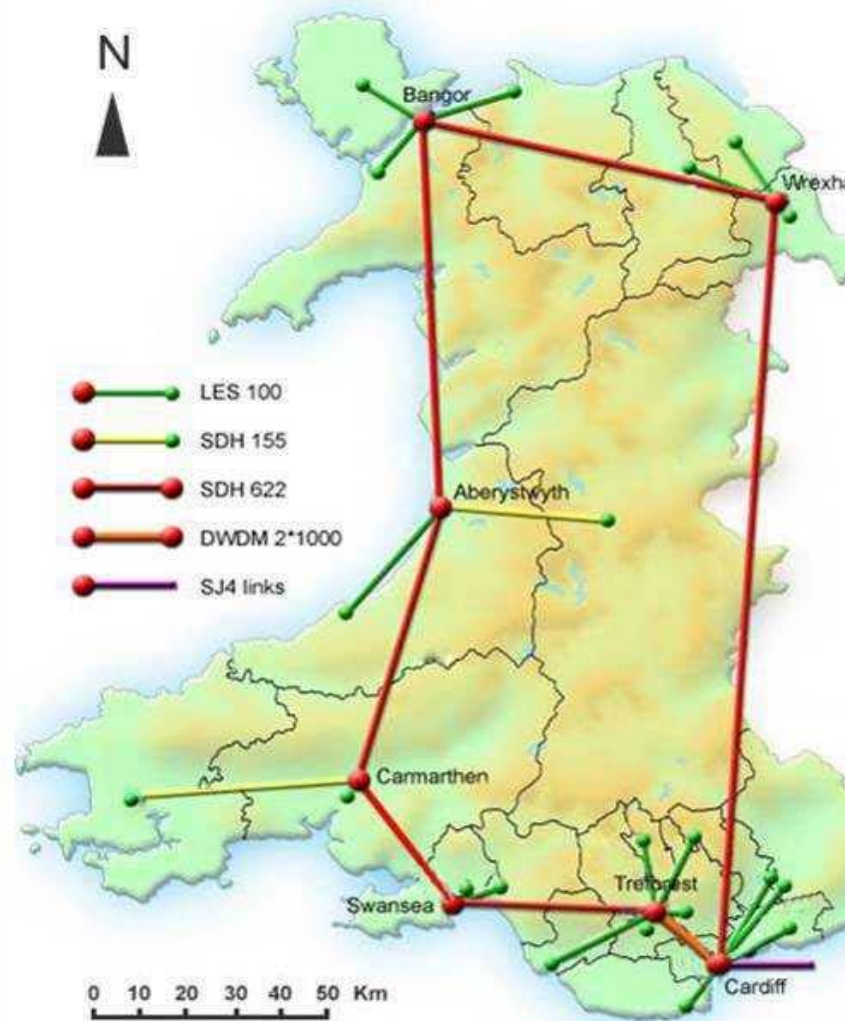 N
Bangor
Wrexha
LES 100
SDH 155
SDH 622
DWDM 2*1000
SJ4 links
Aberystwyth
Carmarthen
Treforest
Swansea
Cardiff
0 10 20 30 40 50 Km